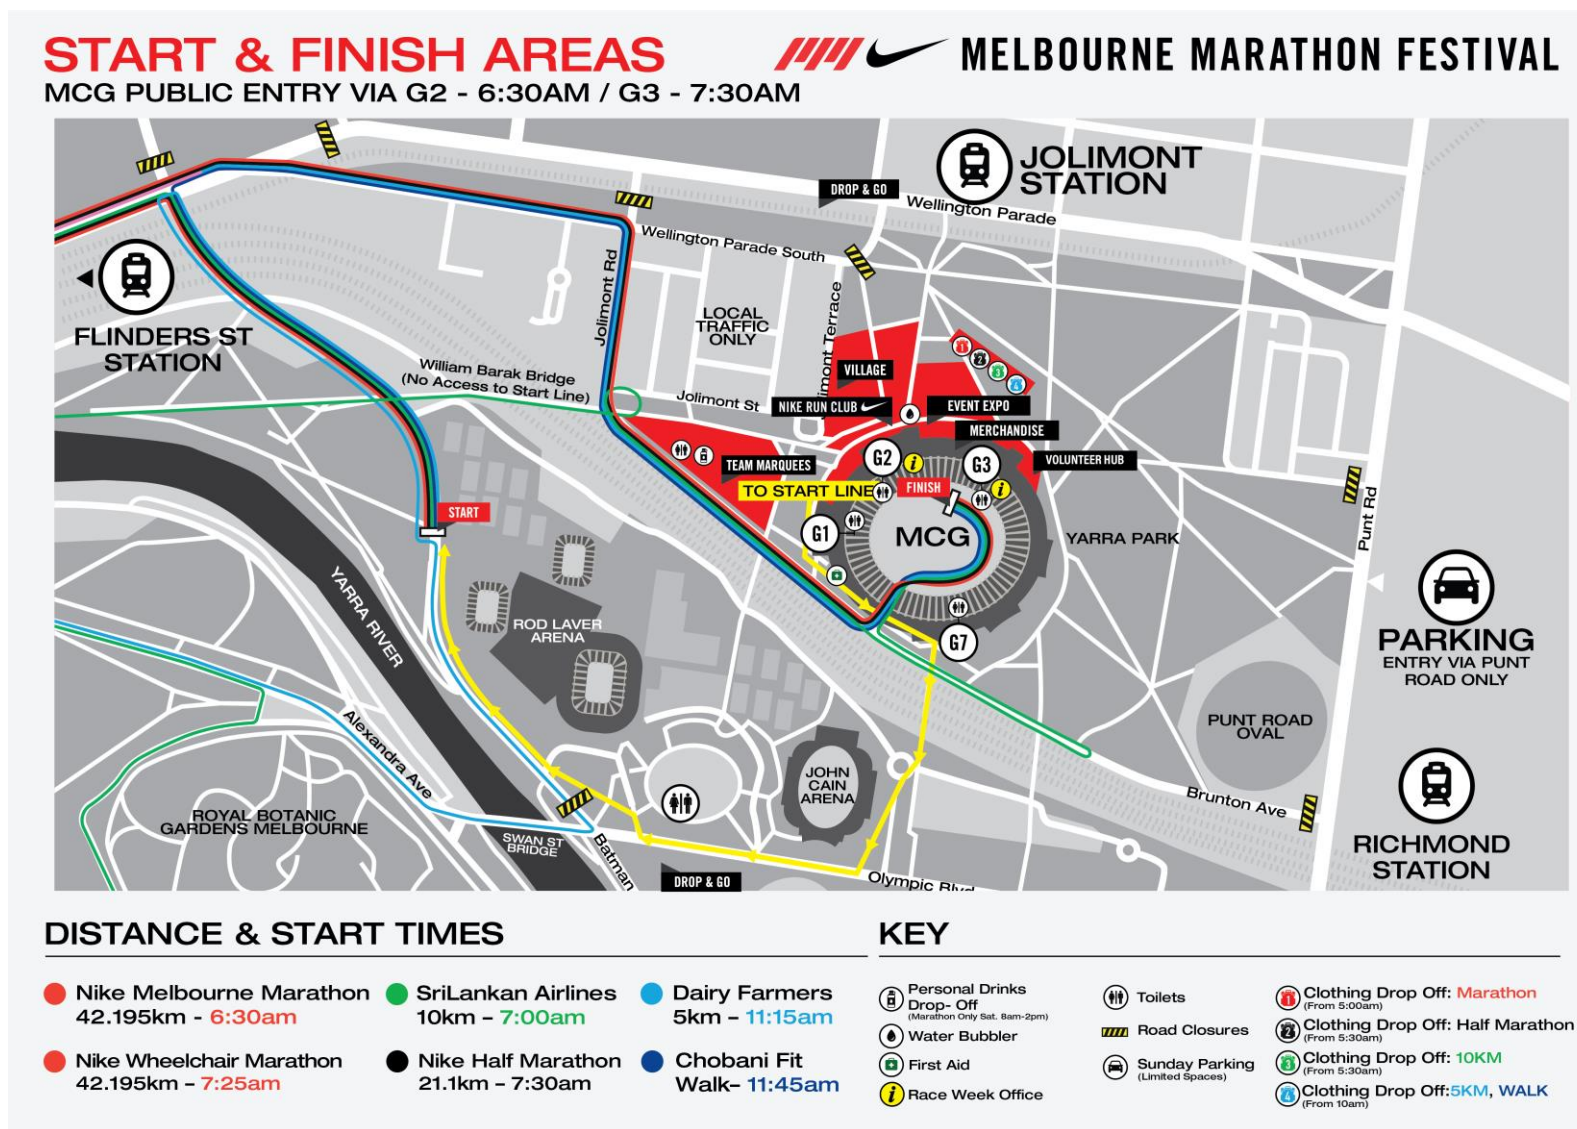 START & FINISH AREAS
MCG PUBLIC ENTRY VIA G2 - 6:30AM / G3 - 7:30AM
MELBOURNE MARATHON FESTIVAL
JOLIMONT
STATION
DROP & GO
Wellington Parade
Wellington Parade South
Jolimont Rd
FLINDERS ST
STATION
LOCAL
TRAFFIC
ONLY
William Barak Bridge
(No Access to Start Line)
Jolimont St
VILLAGE
NIKE RUN CLUB
EVENT EXPO
MERCHANDISE
VOLUNTEER HUB
1
2
3
4
TEAM MARQUEES
TO START LINE
G2
i
G3
i
FINISH
G1
MCG
G7
YARRA PARK
Punt Rd
START
YARRA RIVER
ROD LAVER
ARENA
PARKING
ENTRY VIA PUNT
ROAD ONLY
PUNT ROAD
OVAL
Alexandra Ave
JOHN
CAIN
ARENA
Brunton Ave
ROYAL BOTANIC
GARDENS MELBOURNE
SWAN ST
BRIDGE
Batman
DROP & GO
Olympic Blvd
RICHMOND
STATION
DISTANCE & START TIMES
Nike Melbourne Marathon
42.195km - 6:30am
SriLankan Airlines
10km – 7:00am
Dairy Farmers
5km – 11:15am
Nike Wheelchair Marathon
42.195km – 7:25am
Nike Half Marathon
21.1km – 7:30am
Chobani Fit
Walk– 11:45am
KEY
Personal Drinks
Drop- Off
(Marathon Only Sat. 8am-2pm)
Water Bubbler
First Aid
i Race Week Office
Toilets
Road Closures
Sunday Parking
(Limited Spaces)
1 Clothing Drop Off: Marathon
(From 5:00am)
2 Clothing Drop Off: Half Marathon
(From 5:30am)
3 Clothing Drop Off: 10KM
(From 5:30am)
4 Clothing Drop Off:5KM, WALK
(From 10am)